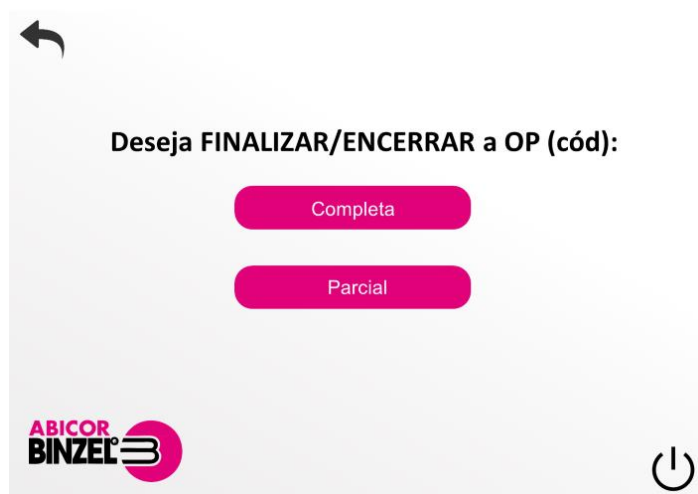 Deseja FINALIZAR/ENCERRAR a OP (cód):
Completa
Parcial
ABICOR
BINZEL